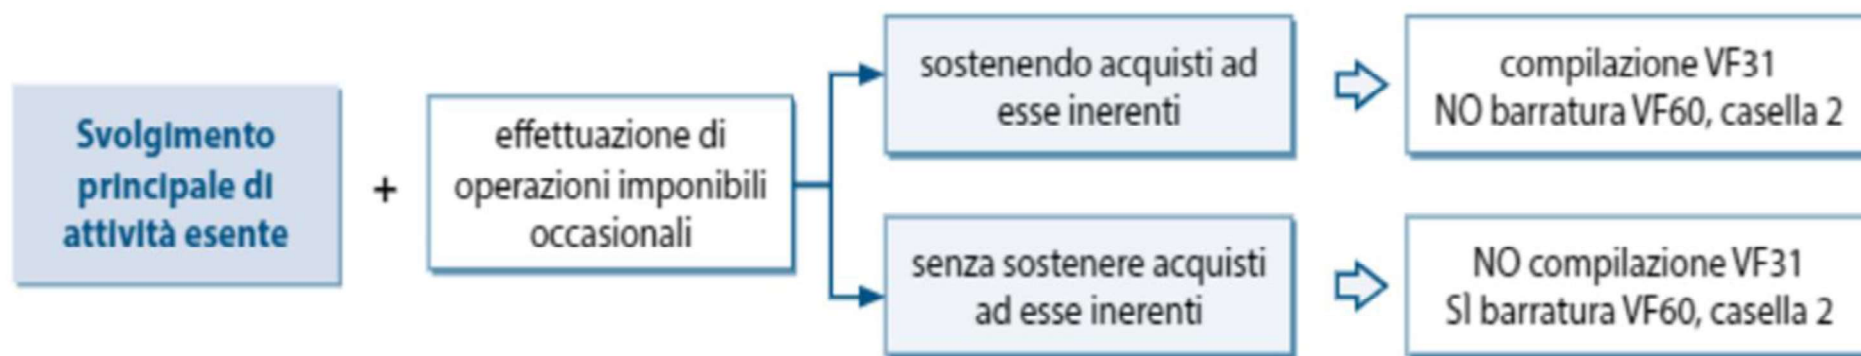 Svolgimento
principale di
attività esente
+
effettuazione di
operazioni imponibili
occasionali
sostenendo acquisti ad
esse inerenti
compilazione VF31
NO barratura VF60, casella 2
senza sostenere acquisti
ad esse inerenti
NO compilazione VF31
SÌ barratura VF60, casella 2